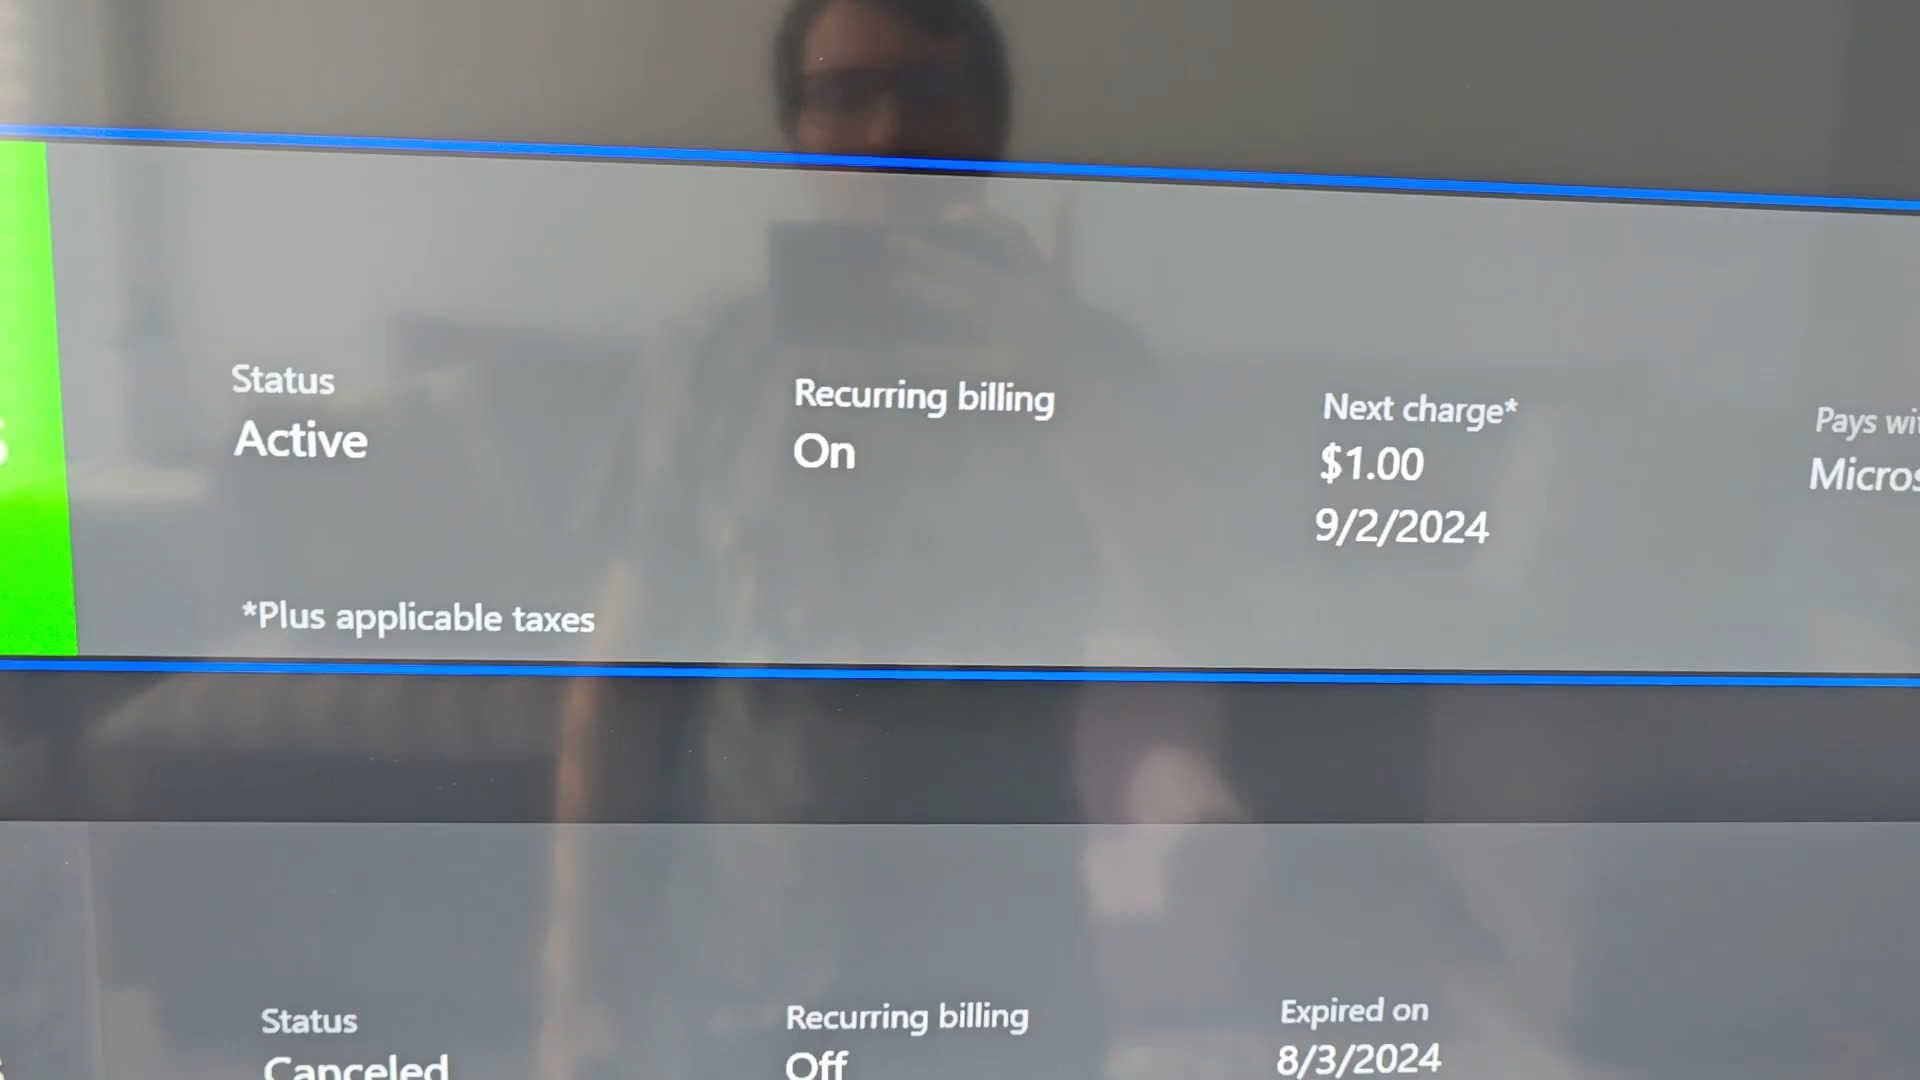 Status
Active
Recurring billing
On
Next charge*
$1.00
9/2/2024
Pays
*Plus applicable taxes
Status
Canceled
Recurring billing
Off
Expired on
8/3/2024